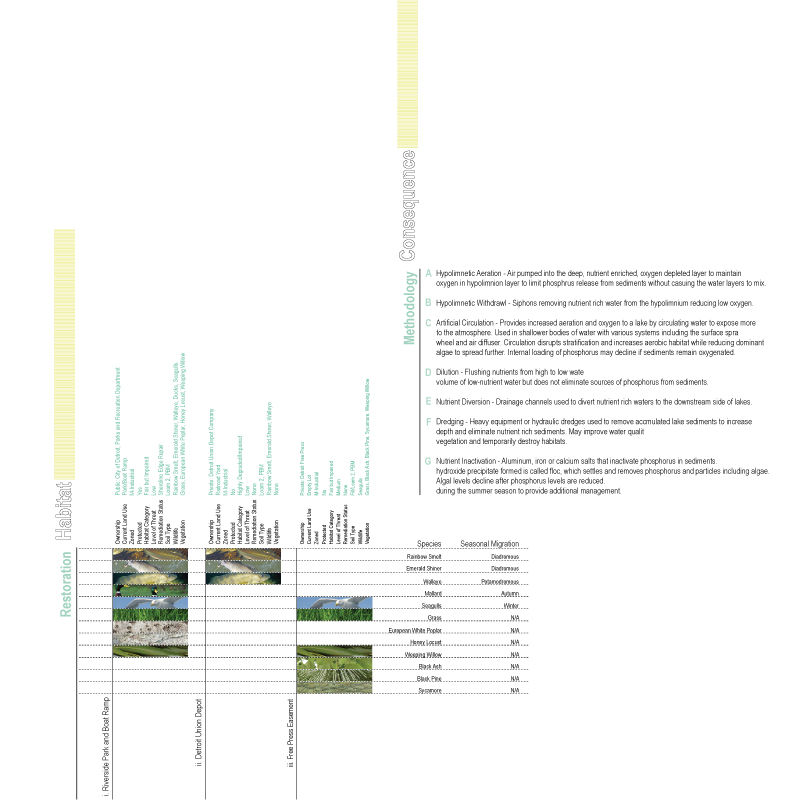 Consequence
Methodology
A Hypolimnetic Aeration - Air pumped into the deep, nutrient enriched, oxygen depleted layer to maintain
oxygen in hypolimnion layer to limit phosphrus release from sediments without casuing the water layers to mix.
B Hypolimnetic Withdrawl - Siphons removing nutrient rich water from the hypolimnium reducing low oxygen.
C Artificial Circulation - Provides increased aeration and oxygen to a lake by circulating water to expose more
to the atmosphere. Used in shallower bodies of water with various systems including the surface spra
wheel and air diffuser. Circulation disrupts stratification and increases aerobic habitat while reducing dominant
algae to spread further. Internal loading of phosphorus may decline if sediments remain oxygenated.
D Dilution - Flushing nutrients from high to low wate
volume of low-nutrient water but does not eliminate sources of phosphorus from sediments.
E Nutrient Diversion - Drainage channels used to divert nutrient rich waters to the downstream side of lakes.
F Dredging - Heavy equipment or hydraulic dredges used to remove accmulated lake sediments to increase
depth and eliminate nutrient rich sediments. May improve water qualit
vegetation and temporarily destroy habitats.
G Nutrient Inactivation - Aluminum, iron or calcium salts that inactivate phosphorus in sediments.
hydroxide precipitate formed is called floc, which settles and removes phosphorus and particles including algae.
Algal levels decline after phosphorus levels are reduced.
during the summer season to provide additional management.
Habitat
Restoration
Ownership Public: City of Detroit, Parks and Recreation Department
Current Land Use Park/Boat Ramp
Zoned M-Industrial
Protected Yes
Habitat Category Fair but Impaired
Level of Threat Low
Remediation Status Shoreline Edge Repair
Soil Type Loam 2, PBM
Wildlife Rainbow Smelt, Emerald Shiner, Walleye, Ducks, Seagulls
Vegetation Grass, European White Poplar, Honey Locust, Weeping Willow
Ownership Private: Detroit Union Depot Company
Current Land Use Railroad Yard
Zoned M-Industrial
Protected No
Habitat Category Highly Degraded/Impaired
Level of Threat Low
Remediation Status None
Soil Type Loam 2, PBM
Wildlife Rainbow Smelt, Emerald Shiner, Walleye
Vegetation None
Ownership Private: Detroit Free Press
Current Land Use Empty Lot
Zoned M-Industrial
Protected No
Habitat Category Fair but Impaired
Level of Threat Medium
Remediation Status None
Soil Type PBM
Wildlife Seagulls
Vegetation Grass, Black Ash, Black Pine, Sycamore, Weeping Willow
Species Seasonal Migration
Rainbow Smelt Diadromous
Emerald Shiner Diadromous
Walleye Potamodromous
Mallard Autumn
Seagulls Winter
Grass N/A
European White Poplar N/A
Honey Locust N/A
Weeping Willow N/A
Black Ash N/A
Black Pine N/A
Sycamore N/A
i. Riverside Park and Boat Ramp
ii. Detroit Union Depot
iii. Free Press Easement